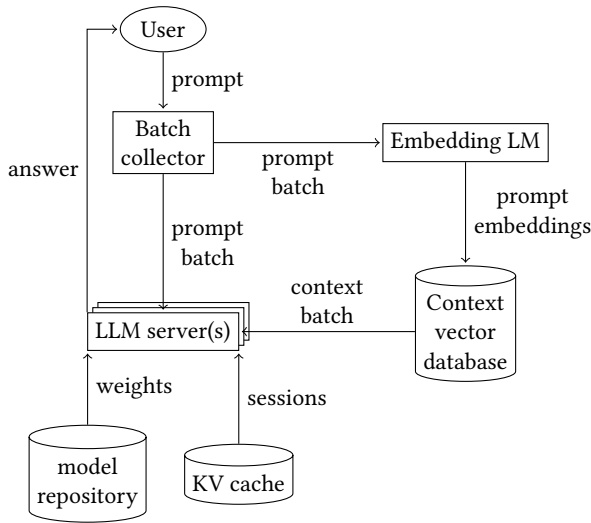 User
prompt
Batch
collector
Embedding LM
prompt
batch
answer
prompt
embeddings
prompt
batch
context
batch
LLM server(s)
Context
vector
database
weights
sessions
model
repository
KV cache